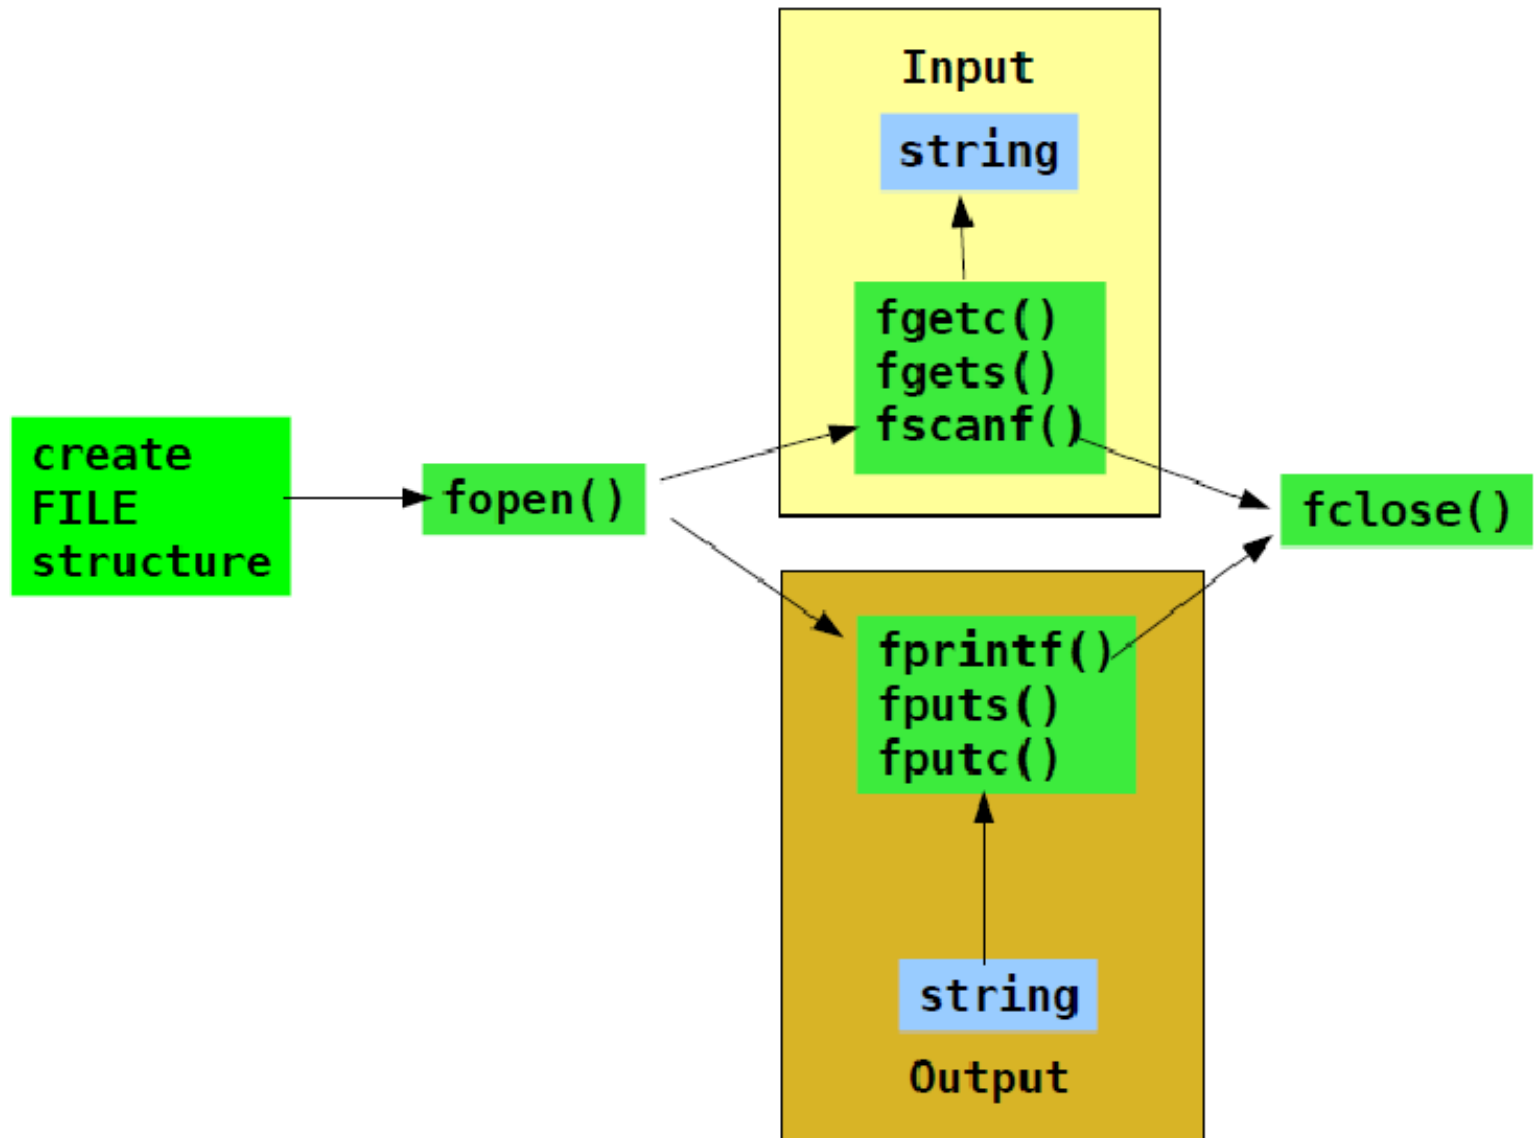 Input
string
fgetc()
fgets()
fscanf()
create
FILE
structure
fopen()
fclose()
fprintf()
fputs()
fputc()
string
Output